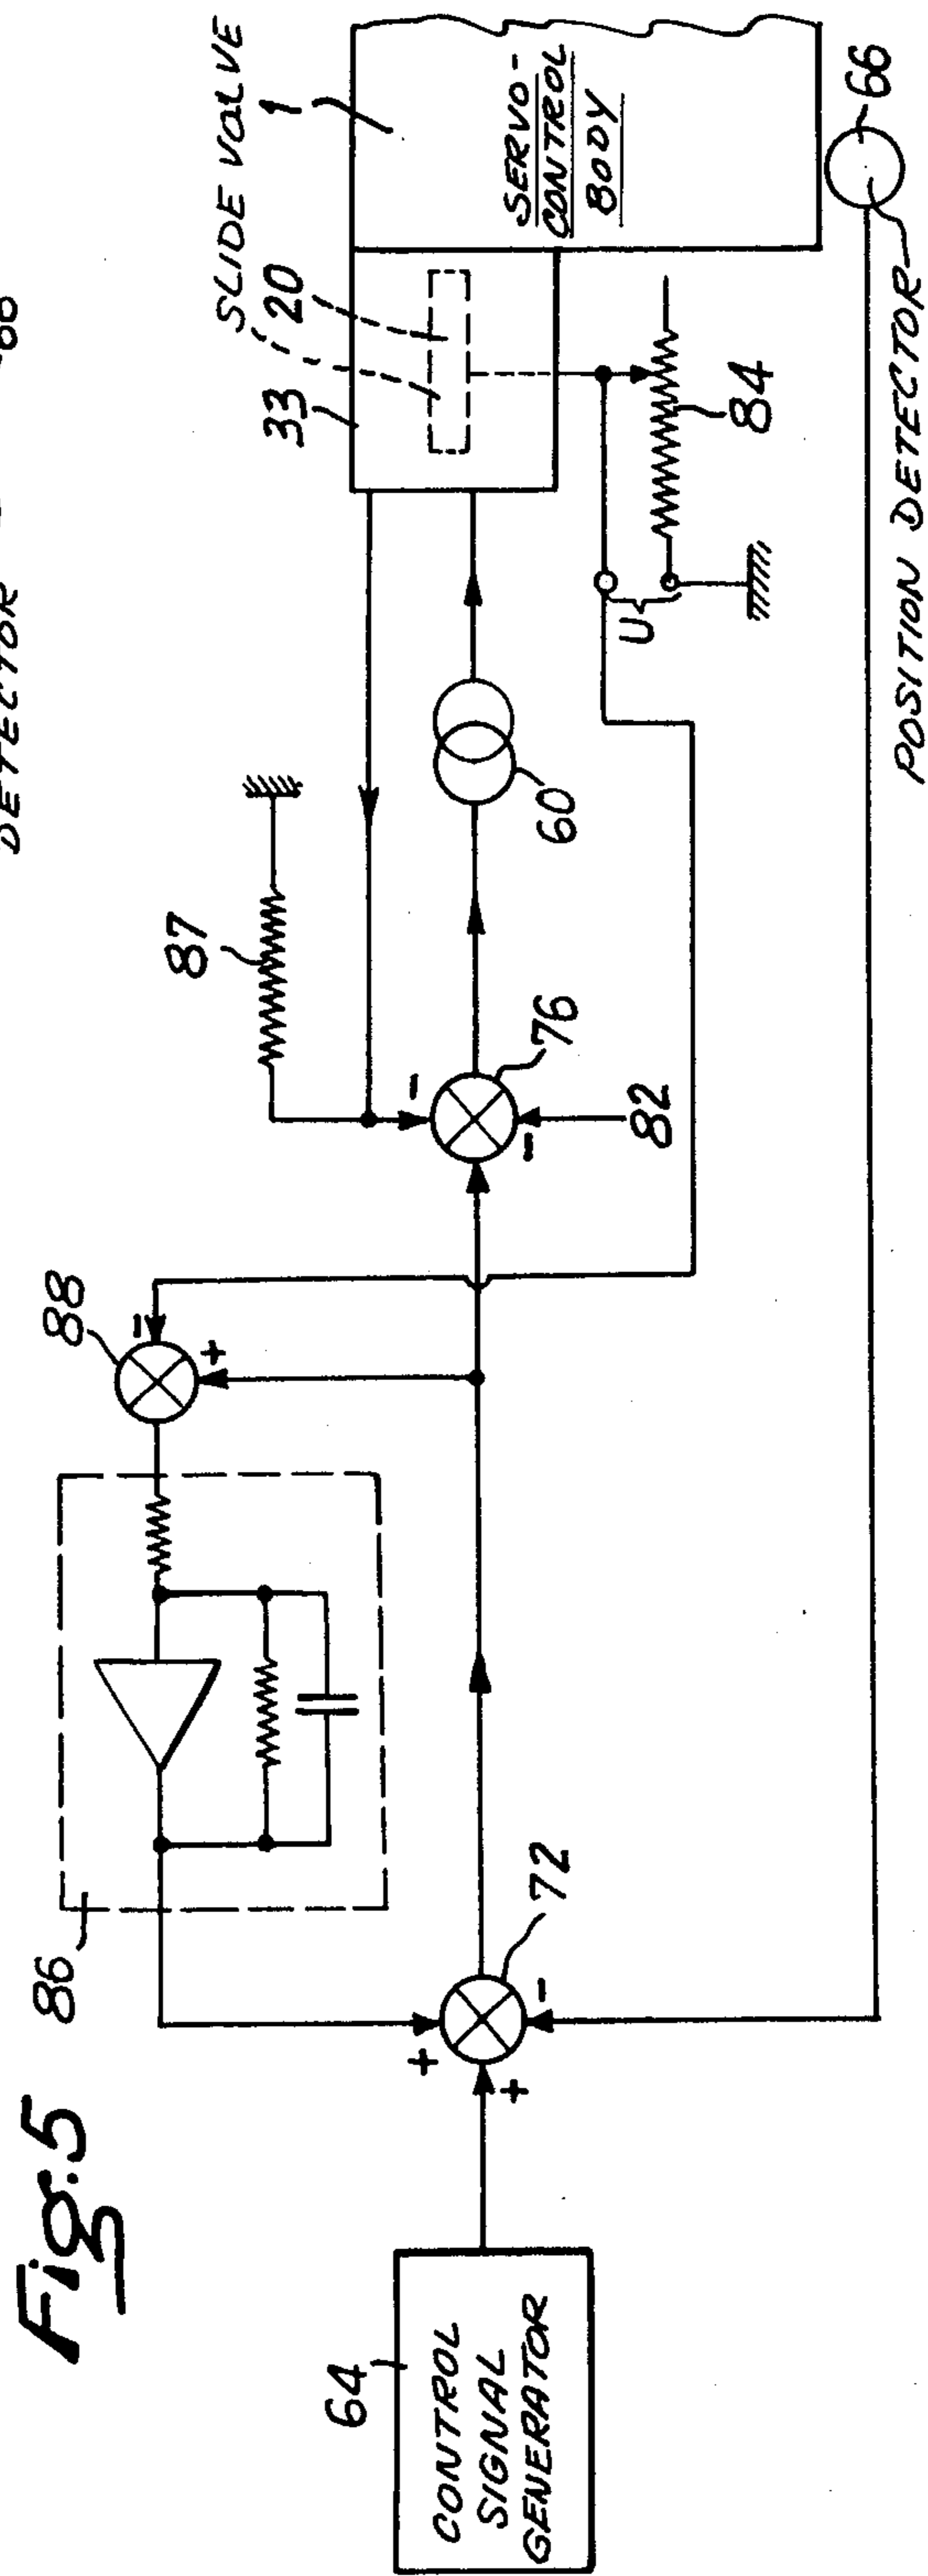 DETECTOR
Fig.5
64
CONTROL
SIGNAL
GENERATOR
86
88
72
+
+
-
-
+
87
76
-
-
82
60
U
84
33
20
SLIDE VALVE
1
SERVO-
CONTROL
BODY
66
POSITION DETECTOR